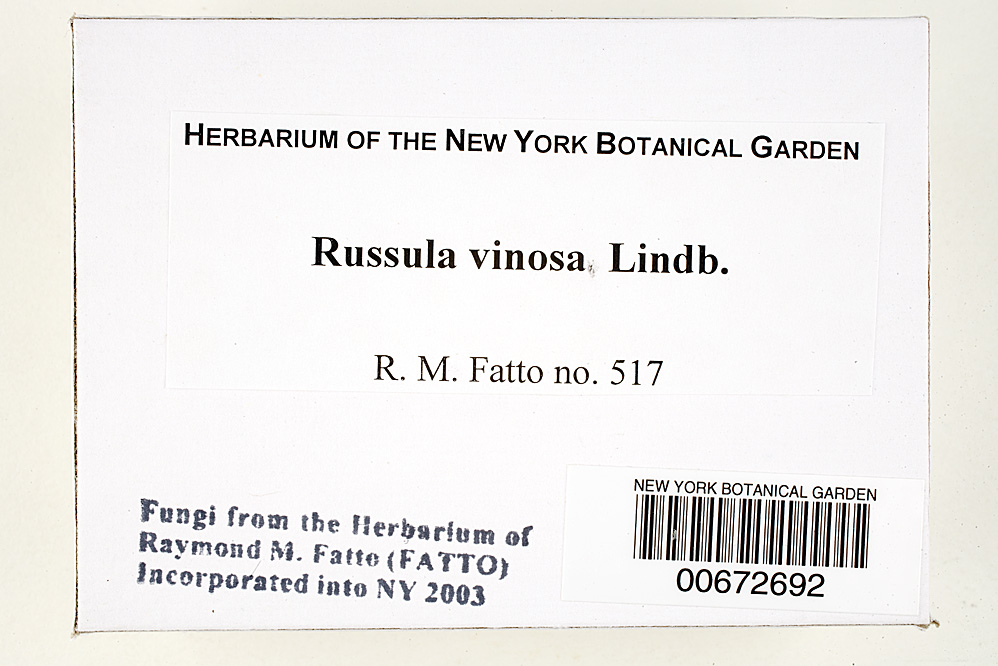 HERBARIUM OF THE NEW YORK BOTANICAL GARDEN
Russula vinosa Lindb.
R. M. Fatto no. 517
Fungi from the Herbarium of
Raymond M. Fatto (FATTO)
Incorporated into NY 2003
NEW YORK BOTANICAL GARDEN
00672692